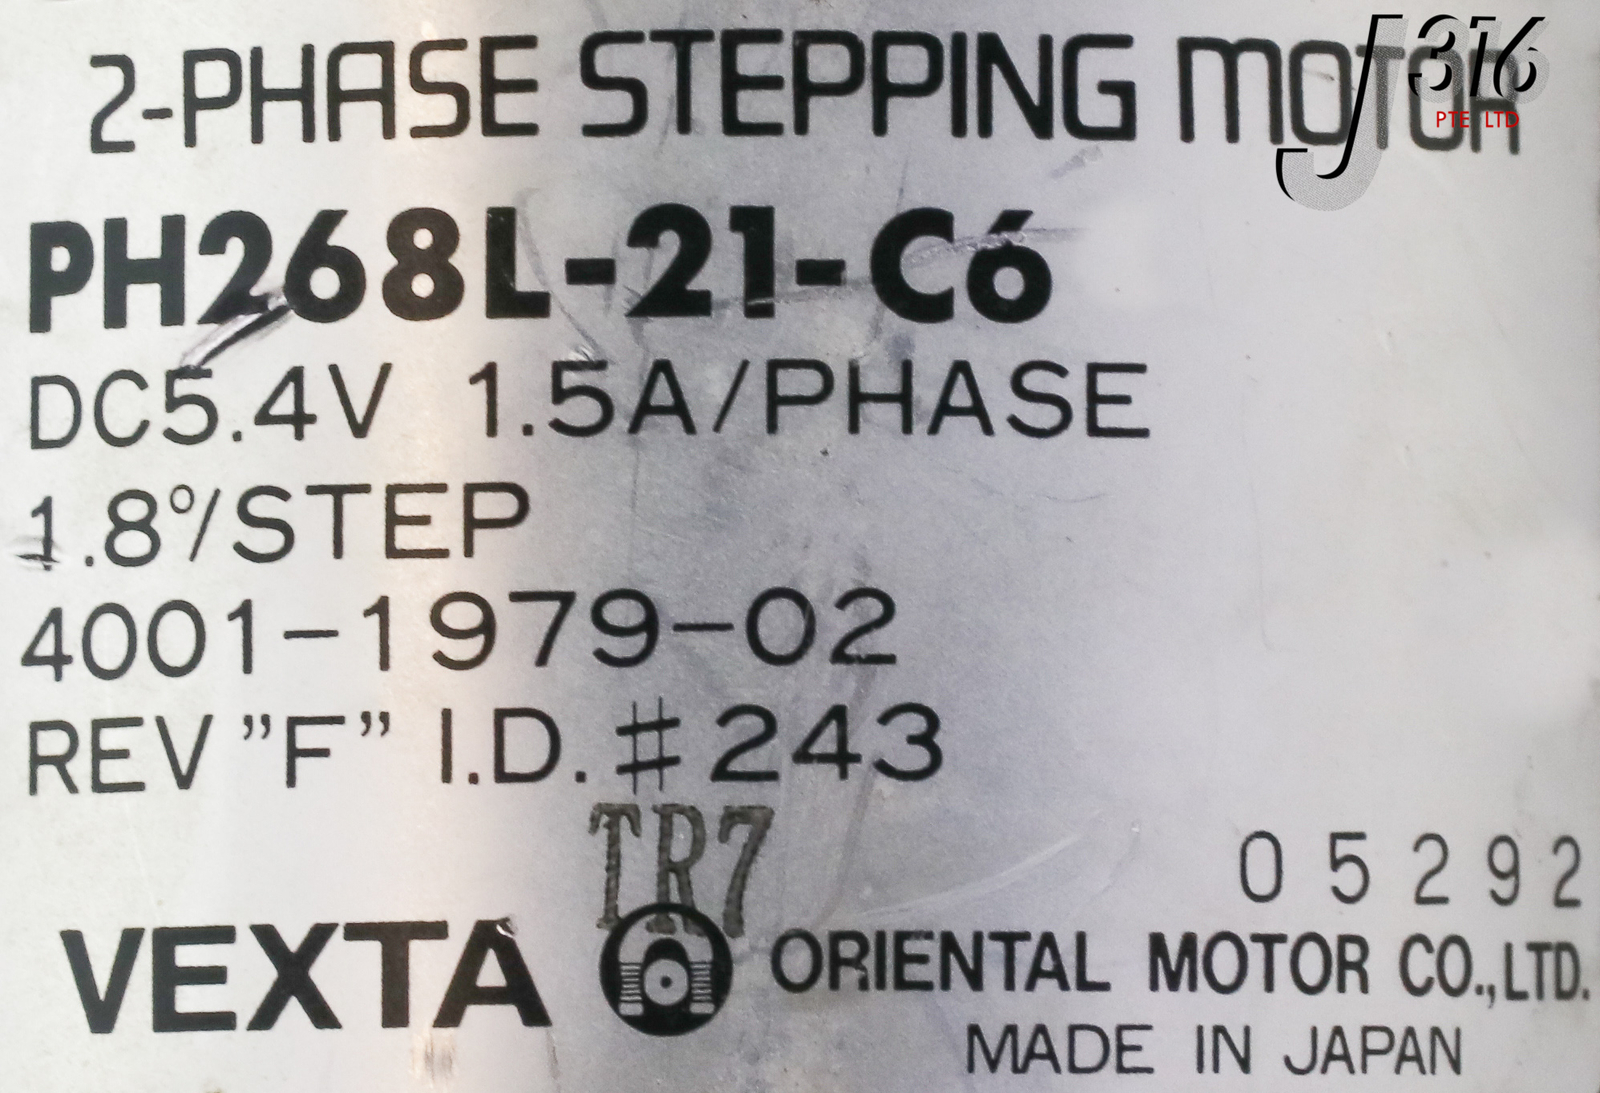 2-PHASE STEPPING MOTOR
J316
PTE LTD
PH268L-21-C6
DC5.4V 1.5A/PHASE
1.8°/STEP
4001-1979-02
REV "F" I.D. #243
TR7
05292
VEXTA ORIENTAL MOTOR CO.,LTD.
MADE IN JAPAN